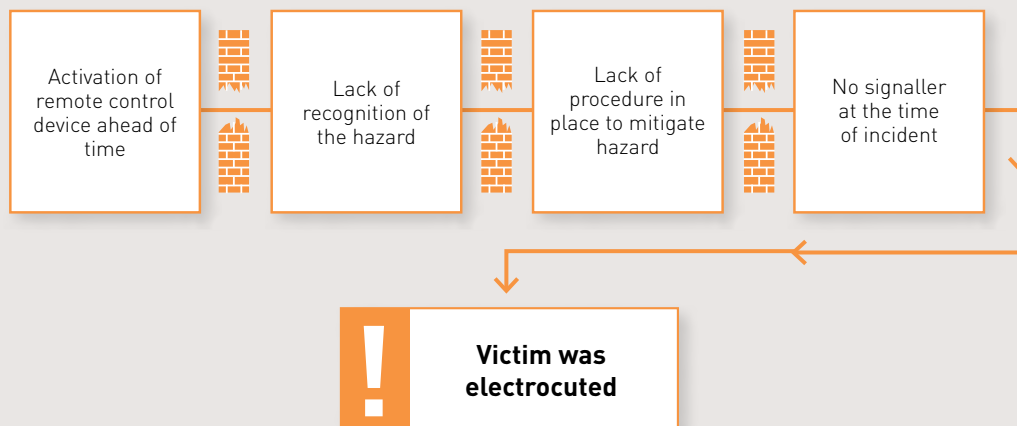 Activation of
remote control
device ahead of
time
Lack of
recognition of
the hazard
Lack of
procedure in
place to mitigate
hazard
No signaller
at the time
of incident
!
Victim was
electrocuted